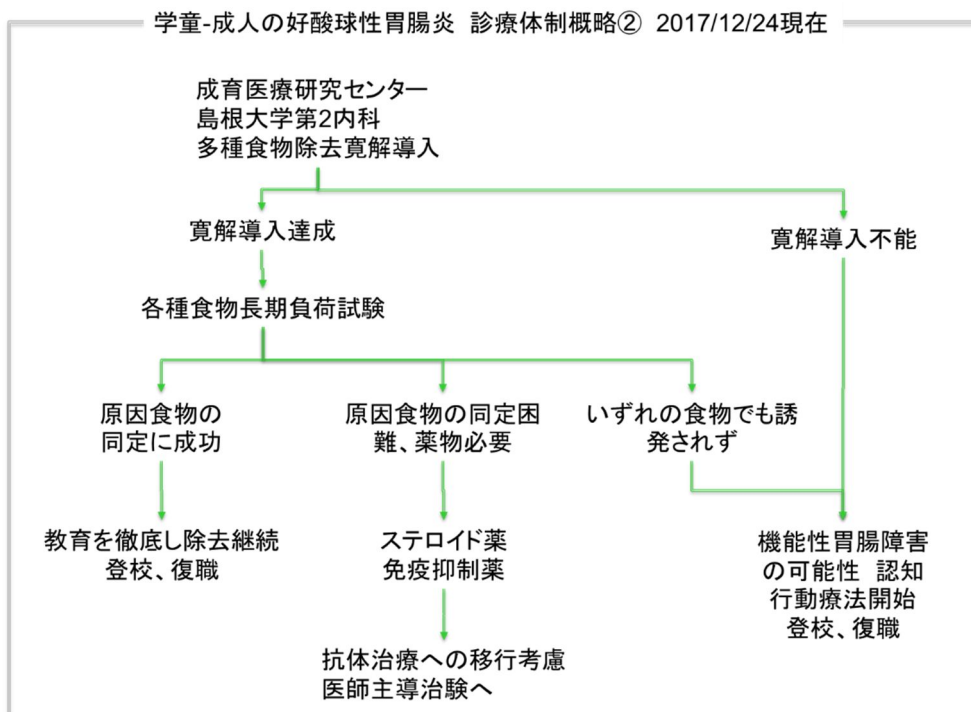 学童-成人の好酸球性胃腸炎 診療体制概略② 2017/12/24現在
成育医療研究センター
島根大学第2内科
多種食物除去寛解導入
寛解導入達成
寛解導入不能
各種食物長期負荷試験
原因食物の
同定に成功
原因食物の同定困
難、薬物必要
いずれの食物でも誘
発されず
教育を徹底し除去継続
登校、復職
ステロイド薬
免疫抑制薬
機能性胃腸障害
の可能性 認知
行動療法開始
登校、復職
抗体治療への移行考慮
医師主導治験へ